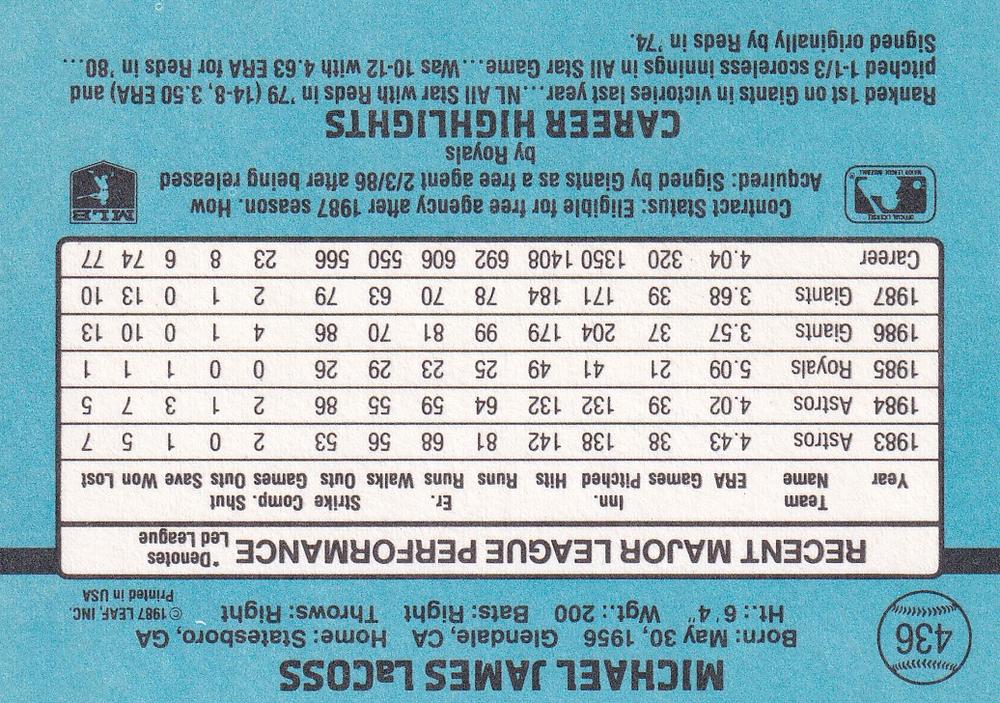 436
MICHAEL JAMES LaCOSS
Born: May 30, 1956 Glendale, CA Home: Statesboro, GA
Ht.: 6'4" Wgt.: 200 Bats: Right Throws: Right
© 1987 LEAF, INC.
Printed in USA
RECENT MAJOR LEAGUE PERFORMANCE *Denotes Led League
Year Team Name ERA Games Inn. Pitched Hits Runs Er. Runs Walks Strike Outs Comp. Games Shut Outs Save Won Lost
1983 Astros 4.43 38 138 142 81 68 56 53 2 0 1 5 7
1984 Astros 4.02 39 132 132 64 59 55 86 2 1 3 7 5
1985 Royals 5.09 21 41 49 25 23 29 26 0 0 1 1 1
1986 Giants 3.57 37 204 179 99 81 70 86 4 1 0 10 13
1987 Giants 3.68 39 171 184 78 70 63 79 2 1 0 13 10
Career 4.04 320 1350 1408 692 606 550 566 23 8 6 74 77
OFFICIAL LICENSEE
MAJOR LEAGUE BASEBALL
Contract Status: Eligible for free agency after 1987 season. How
Acquired: Signed by Giants as a free agent 2/3/86 after being released
by Royals
MLB
CAREER HIGHLIGHTS
Ranked 1st on Giants in victories last year...NL All Star with Reds in '79 (14-8, 3.50 ERA) and
pitched 1-1/3 scoreless innings in All Star Game...Was 10-12 with 4.63 ERA for Reds in '80...
Signed originally by Reds in '74.